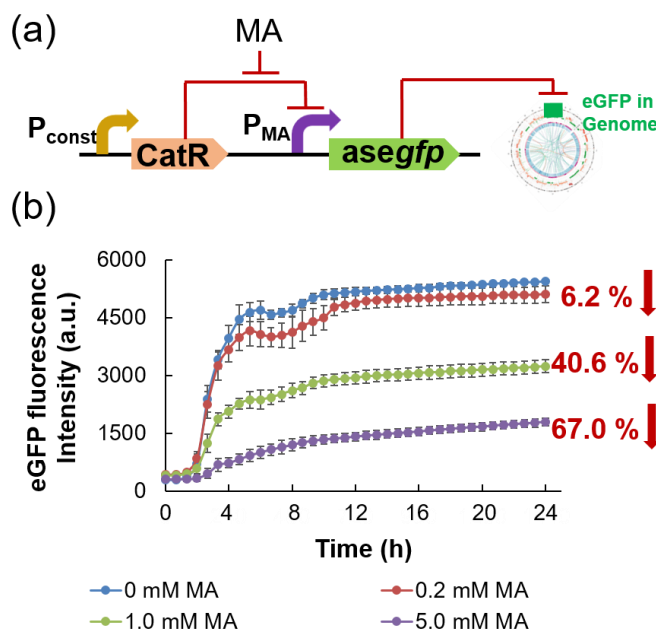 (a)
MA
P_const
CatR
P_MA
asegfp
eGFP in
Genome
(b)
eGFP fluorescence
Intensity (a.u.)
6000
4500
3000
1500
0
0 4 8 12 16 20 24
Time (h)
6.2 %
40.6 %
67.0 %
0 mM MA
0.2 mM MA
1.0 mM MA
5.0 mM MA